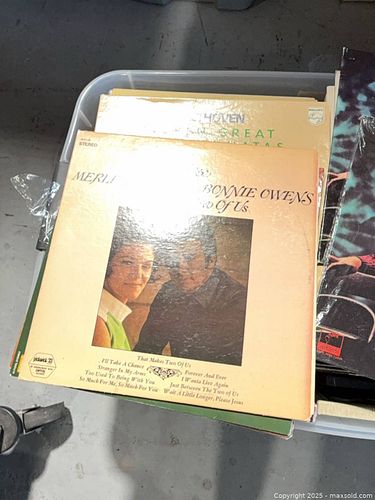 HOVEN
GREAT
STEREO
MERL
BONNIE OWENS
Of Us
That Makes Two Of Us
I'll Take A Chance
Forever And Ever
Stranger In My Arms
I Wanta Live Again
Too Used To Being With You
Just Between The Two of Us
So Much For Me, So Much For You
Wait A Little Longer, Please Jesus
Copyright 2025 - maxsold.com